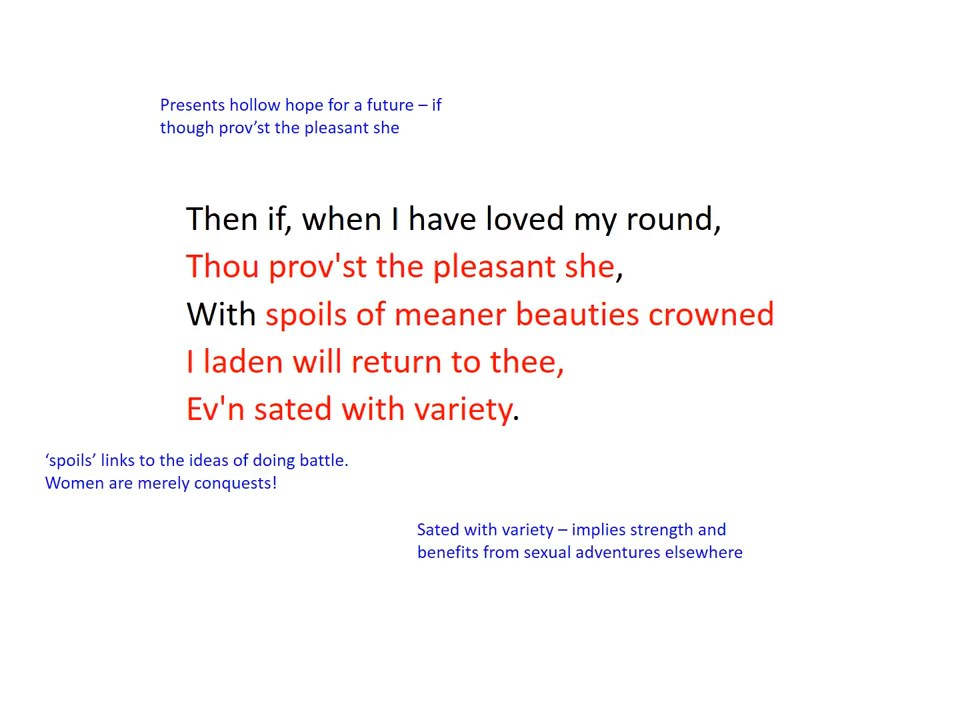 Presents hollow hope for a future – if
though prov’st the pleasant she
Then if, when I have loved my round,
Thou prov'st the pleasant she,
With spoils of meaner beauties crowned
I laden will return to thee,
Ev'n sated with variety.
‘spoils’ links to the ideas of doing battle.
Women are merely conquests!
Sated with variety – implies strength and
benefits from sexual adventures elsewhere